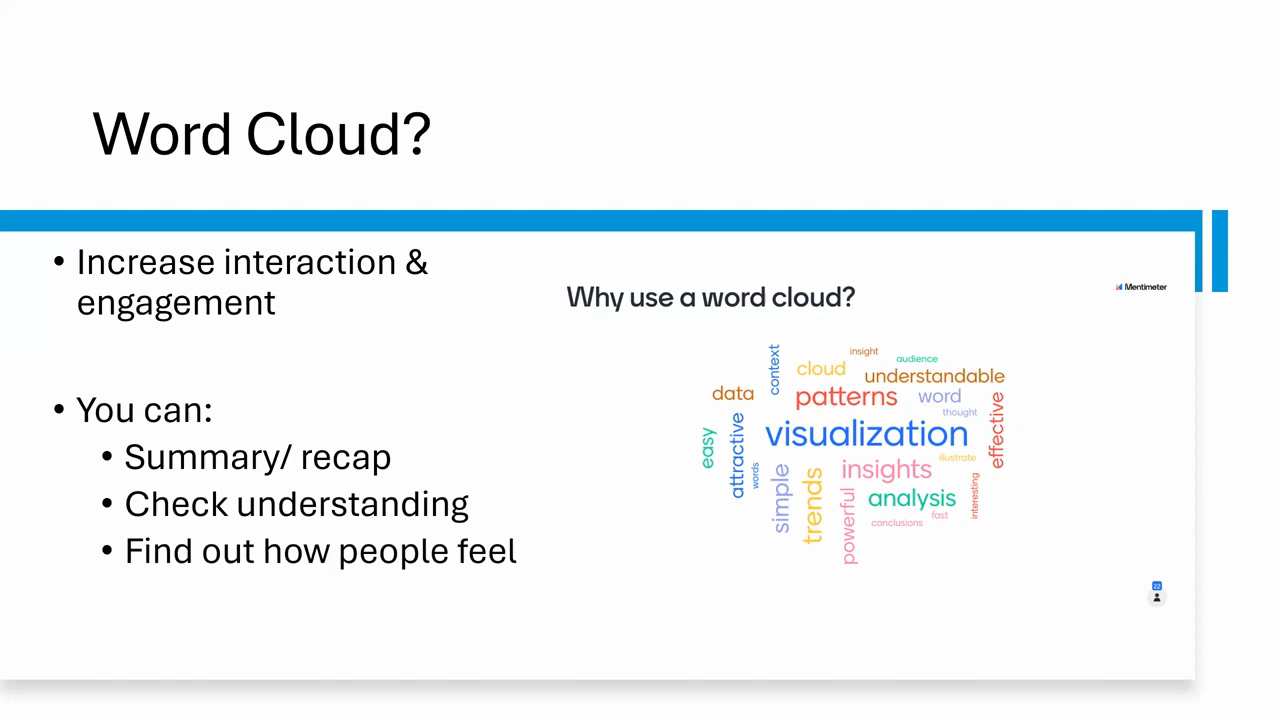 Word Cloud?
• Increase interaction &
engagement
• You can:
• Summary/ recap
• Check understanding
• Find out how people feel
Why use a word cloud?
Mentimeter
insight
audience
context
cloud
understandable
data
patterns
word
thought
effective
easy
attractive
visualization
words
illustrate
simple
trends
insights
interesting
powerful
analysis
fast
conclusions
22